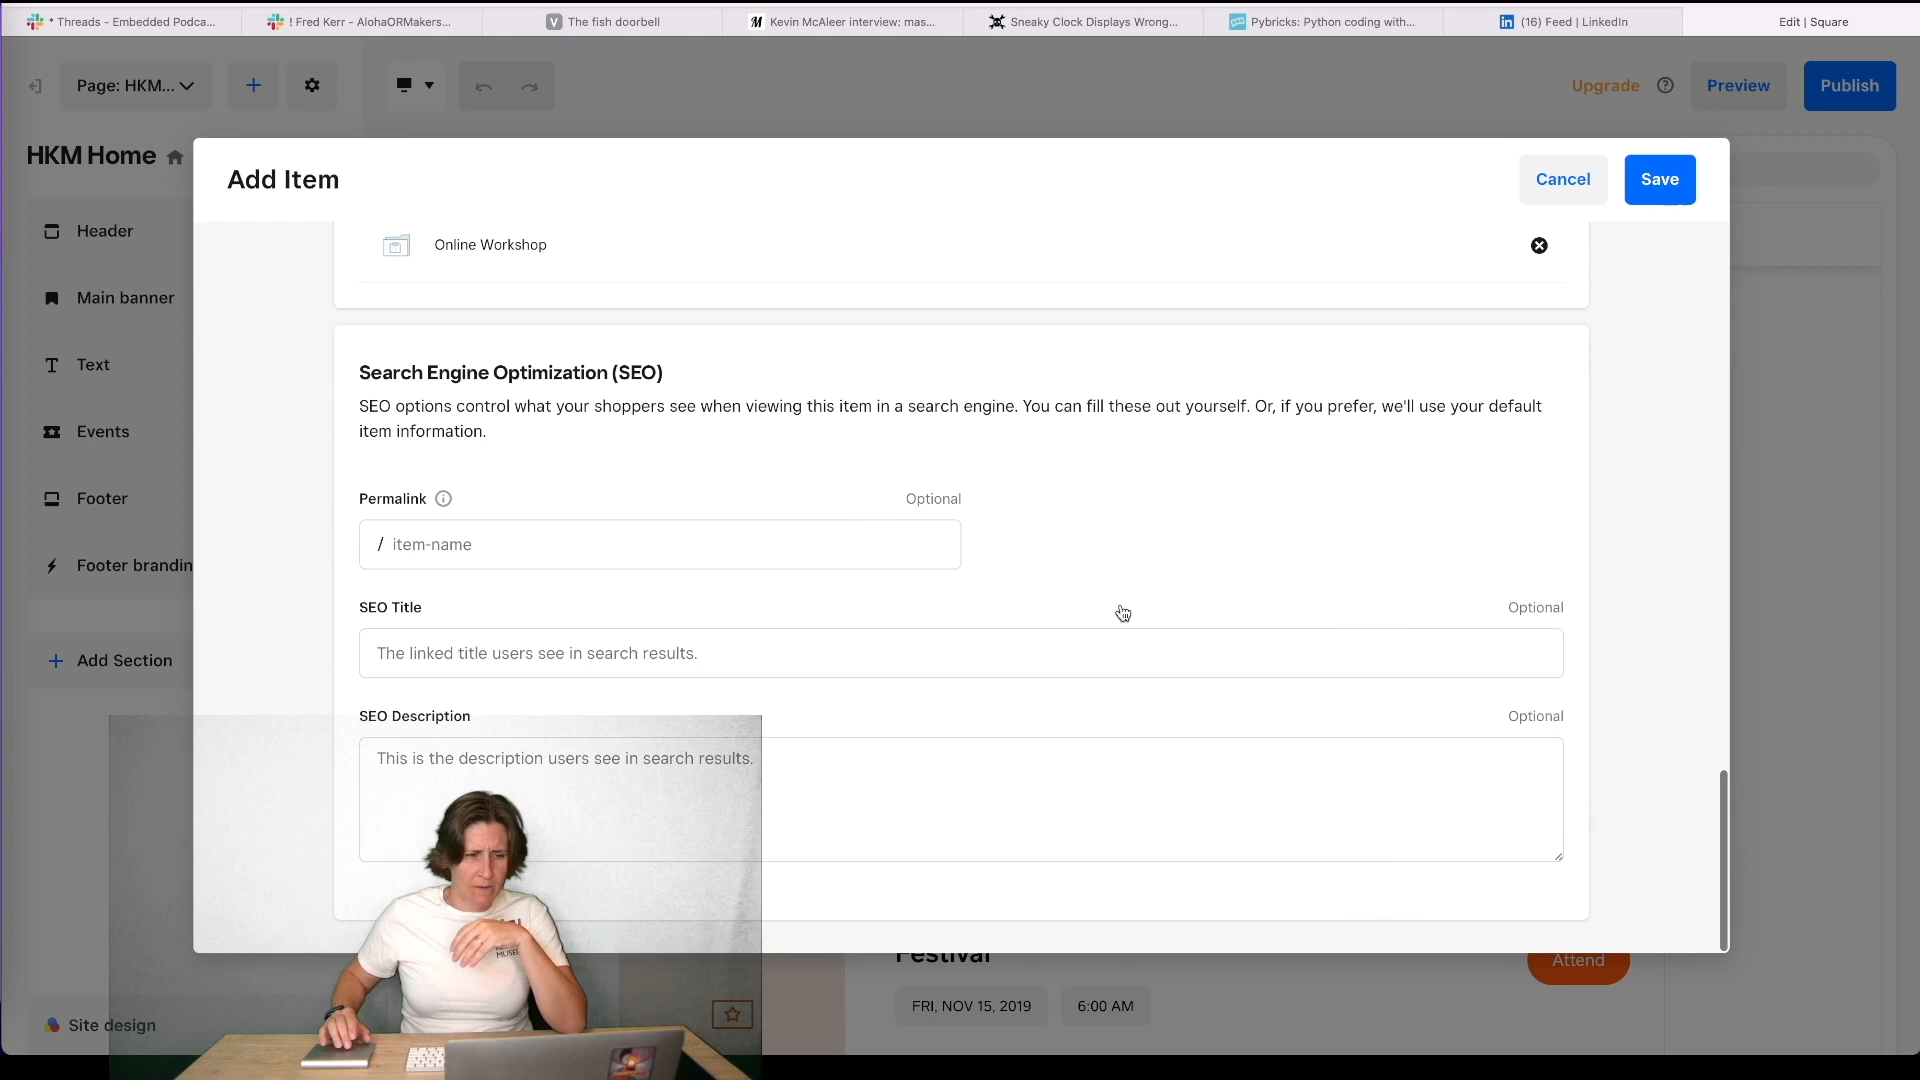 * Threads - Embedded Podca...
! Fred Kerr - AlohaORMakers...
The fish doorbell
Kevin McAleer interview: mas...
Sneaky Clock Displays Wrong...
Pybricks: Python coding with...
(16) Feed | LinkedIn
Edit | Square
Page: HKM...
Upgrade
Preview
Publish
HKM Home
Add Item
Cancel
Save
Header
Main banner
Text
Events
Footer
Footer brandin
Add Section
Site design
Online Workshop
Search Engine Optimization (SEO)
SEO options control what your shoppers see when viewing this item in a search engine. You can fill these out yourself. Or, if you prefer, we'll use your default
item information.
Permalink
Optional
/ item-name
SEO Title
Optional
The linked title users see in search results.
SEO Description
Optional
This is the description users see in search results.
Festival
Attend
FRI, NOV 15, 2019
6:00 AM